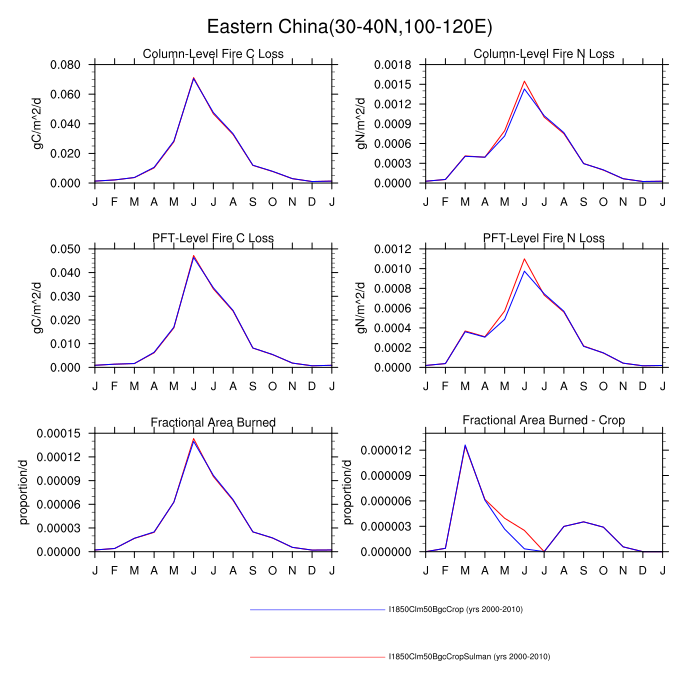 Eastern China(30-40N,100-120E)
Column-Level Fire C Loss
gC/m^2/d
0.080
0.060
0.040
0.020
0.000
J F M A M J J A S O N D J
Column-Level Fire N Loss
gN/m^2/d
0.0018
0.0015
0.0012
0.0009
0.0006
0.0003
0.0000
J F M A M J J A S O N D J
PFT-Level Fire C Loss
gC/m^2/d
0.050
0.040
0.030
0.020
0.010
0.000
J F M A M J J A S O N D J
PFT-Level Fire N Loss
gN/m^2/d
0.0012
0.0010
0.0008
0.0006
0.0004
0.0002
0.0000
J F M A M J J A S O N D J
Fractional Area Burned
proportion/d
0.00015
0.00012
0.00009
0.00006
0.00003
0.00000
J F M A M J J A S O N D J
Fractional Area Burned - Crop
proportion/d
0.000012
0.000009
0.000006
0.000003
0.000000
J F M A M J J A S O N D J
I1850Clm50BgcCrop (yrs 2000-2010)
I1850Clm50BgcCropSulman (yrs 2000-2010)